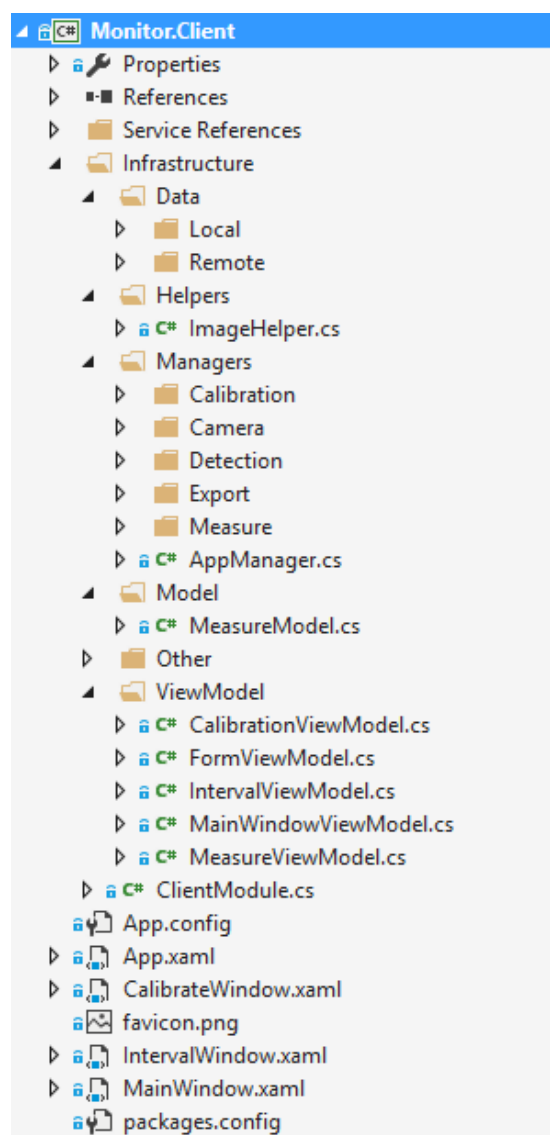 C# Monitor.Client
Properties
References
Service References
Infrastructure
Data
Local
Remote
Helpers
C# ImageHelper.cs
Managers
Calibration
Camera
Detection
Export
Measure
C# AppManager.cs
Model
C# MeasureModel.cs
Other
ViewModel
C# CalibrationViewModel.cs
C# FormViewModel.cs
C# IntervalViewModel.cs
C# MainWindowViewModel.cs
C# MeasureViewModel.cs
C# ClientModule.cs
App.config
App.xaml
CalibrateWindow.xaml
favicon.png
IntervalWindow.xaml
MainWindow.xaml
packages.config